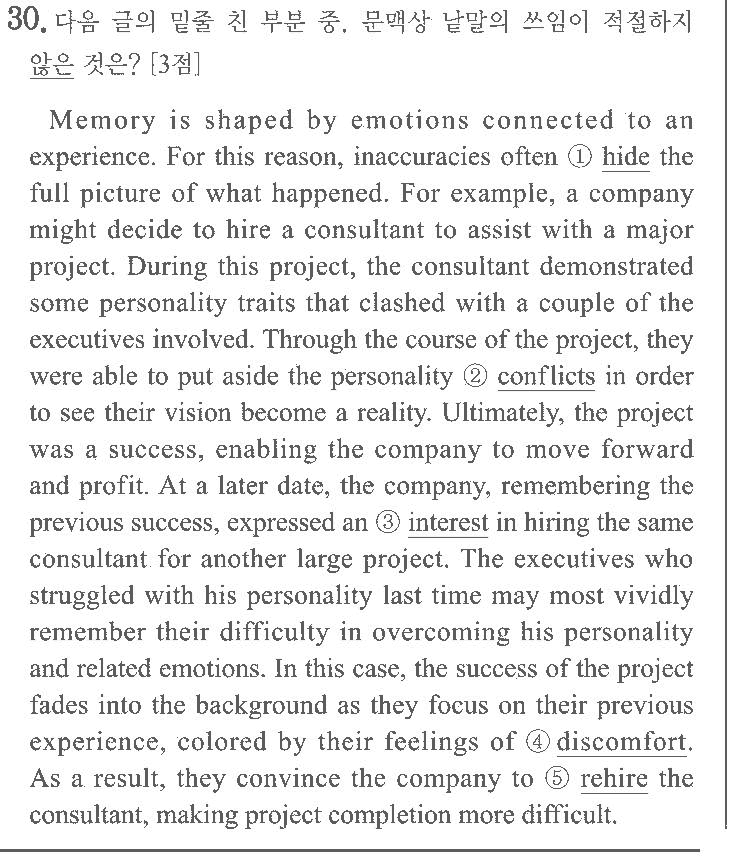 30. 다음 글의 밑줄 친 부분 중, 문맥상 낱말의 쓰임이 적절하지
않은 것은? [3점]
Memory is shaped by emotions connected to an
experience. For this reason, inaccuracies often ① hide the
full picture of what happened. For example, a company
might decide to hire a consultant to assist with a major
project. During this project, the consultant demonstrated
some personality traits that clashed with a couple of the
executives involved. Through the course of the project, they
were able to put aside the personality ② conflicts in order
to see their vision become a reality. Ultimately, the project
was a success, enabling the company to move forward
and profit. At a later date, the company, remembering the
previous success, expressed an ③ interest in hiring the same
consultant for another large project. The executives who
struggled with his personality last time may most vividly
remember their difficulty in overcoming his personality
and related emotions. In this case, the success of the project
fades into the background as they focus on their previous
experience, colored by their feelings of ④ discomfort.
As a result, they convince the company to ⑤ rehire the
consultant, making project completion more difficult.